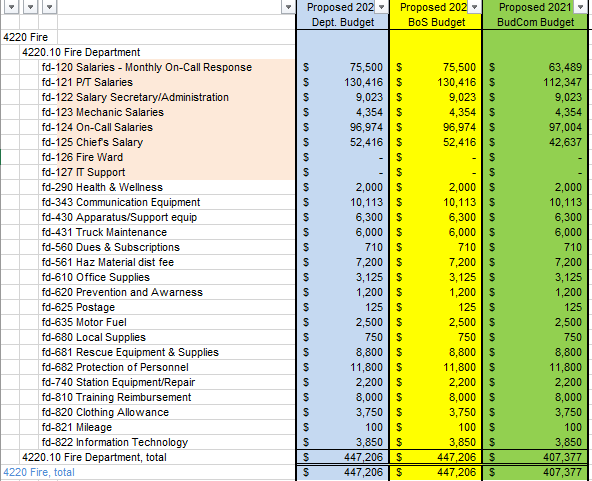 Proposed 202 Proposed 202 Proposed 2021
Dept. Budget BoS Budget BudCom Budget
4220 Fire
4220.10 Fire Department
fd-120 Salaries - Monthly On-Call Response $ 75,500 $ 75,500 $ 63,489
fd-121 P/T Salaries $ 130,416 $ 130,416 $ 112,347
fd-122 Salary Secretary/Administration $ 9,023 $ 9,023 $ 9,023
fd-123 Mechanic Salaries $ 4,354 $ 4,354 $ 4,354
fd-124 On-Call Salaries $ 96,974 $ 96,974 $ 97,004
fd-125 Chief's Salary $ 52,416 $ 52,416 $ 42,637
fd-126 Fire Ward $ - $ - $ -
fd-127 IT Support $ - $ - $ -
fd-290 Health & Wellness $ 2,000 $ 2,000 $ 2,000
fd-343 Communication Equipment $ 10,113 $ 10,113 $ 10,113
fd-430 Apparatus/Support equip $ 6,300 $ 6,300 $ 6,300
fd-431 Truck Maintenance $ 6,000 $ 6,000 $ 6,000
fd-560 Dues & Subscriptions $ 710 $ 710 $ 710
fd-561 Haz Material dist fee $ 7,200 $ 7,200 $ 7,200
fd-610 Office Supplies $ 3,125 $ 3,125 $ 3,125
fd-620 Prevention and Awarness $ 1,200 $ 1,200 $ 1,200
fd-625 Postage $ 125 $ 125 $ 125
fd-635 Motor Fuel $ 2,500 $ 2,500 $ 2,500
fd-680 Local Supplies $ 750 $ 750 $ 750
fd-681 Rescue Equipment & Supplies $ 8,800 $ 8,800 $ 8,800
fd-682 Protection of Personnel $ 11,800 $ 11,800 $ 11,800
fd-740 Station Equipment/Repair $ 2,200 $ 2,200 $ 2,200
fd-810 Training Reimbursement $ 8,000 $ 8,000 $ 8,000
fd-820 Clothing Allowance $ 3,750 $ 3,750 $ 3,750
fd-821 Mileage $ 100 $ 100 $ 100
fd-822 Information Technology $ 3,850 $ 3,850 $ 3,850
4220.10 Fire Department, total $ 447,206 $ 447,206 $ 407,377
4220 Fire, total $ 447,206 $ 447,206 $ 407,377